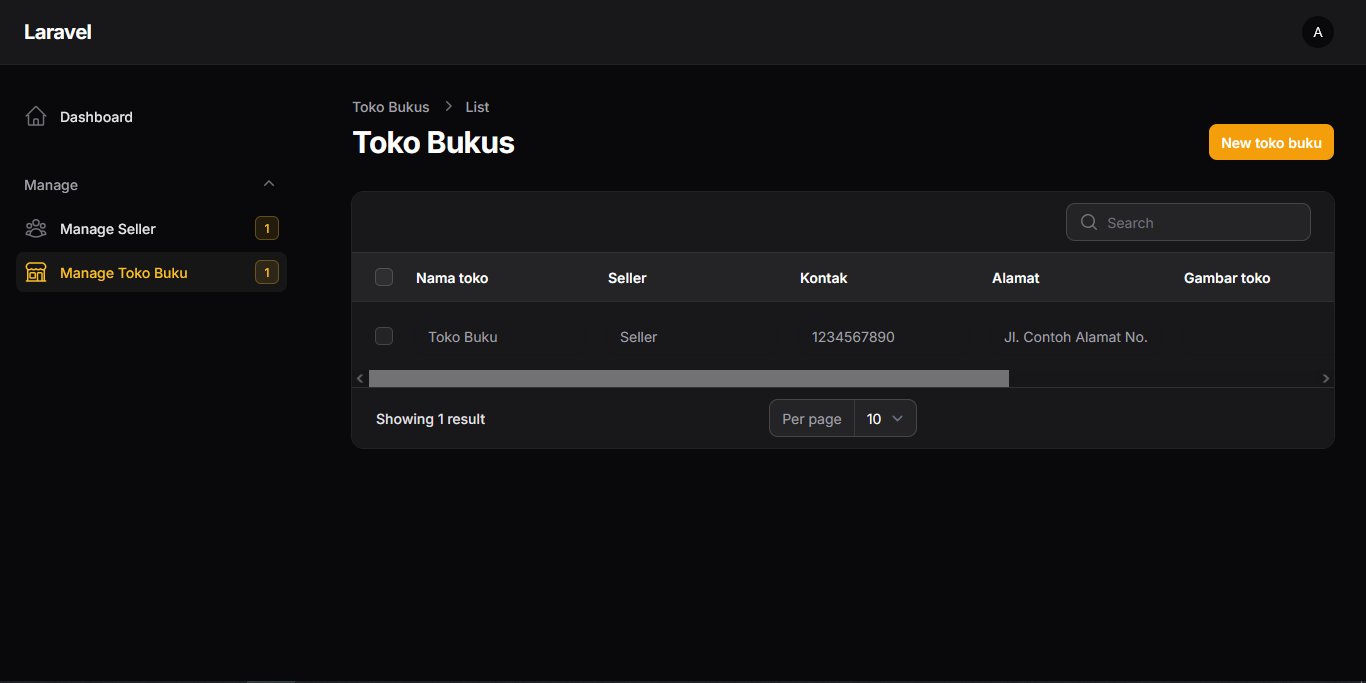 Laravel
A
Dashboard
Manage
Manage Seller 1
Manage Toko Buku 1
Toko Bukus > List
Toko Bukus
New toko buku
Search
Nama toko Seller Kontak Alamat Gambar toko
Toko Buku Seller 1234567890 Jl. Contoh Alamat No.
Showing 1 result
Per page 10